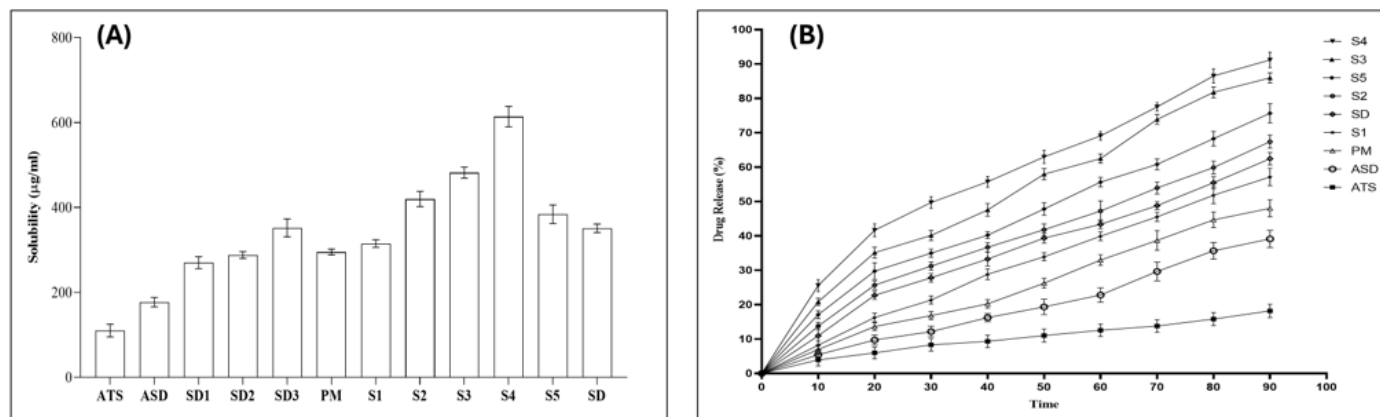 (A)
Solubility (µg/ml)
800
600
400
200
0
ATS ASD SD1 SD2 SD3 PM S1 S2 S3 S4 S5 SD
(B)
Drug Release (%)
100
90
80
70
60
50
40
30
20
10
0
0 10 20 30 40 50 60 70 80 90 100
Time
S4
S3
S5
S2
SD
S1
PM
ASD
ATS